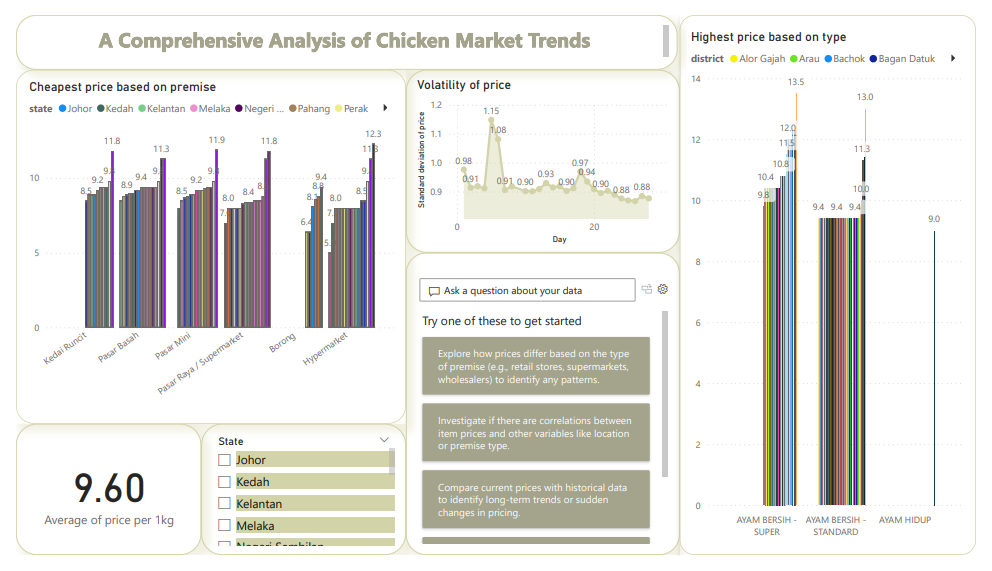 A Comprehensive Analysis of Chicken Market Trends
Cheapest price based on premise
state Johor Kedah Kelantan Melaka Negeri ... Pahang Perak
10
5
0
8.5
9.2
9.4
11.8
8.9
9.4
11.3
8.5
9.2
11.9
8.0
8.4
11.8
6.4
8.1
8.8
9.4
8.0
8.5
12.3
Kedai Runcit
Pasar Basah
Pasar Mini
Pasar Raya / Supermarket
Borong
Hypermarket
Volatility of price
Standard deviation of price
1.2
1.1
1.0
0.9
0.98
0.91
1.15
1.08
0.91
0.90
0.93
0.90
0.97
0.94
0.90
0.88
0.88
0
20
Day
Ask a question about your data
Try one of these to get started
Explore how prices differ based on the type
of premise (e.g., retail stores, supermarkets,
wholesalers) to identify any patterns.
Investigate if there are correlations between
item prices and other variables like location
or premise type.
Compare current prices with historical data
to identify long-term trends or sudden
changes in pricing.
9.60
Average of price per 1kg
State
Johor
Kedah
Kelantan
Melaka
Negeri Sembilan
Highest price based on type
district Alor Gajah Arau Bachok Bagan Datuk
14
12
10
8
6
4
2
0
9.8
10.4
10.8
11.5
12.0
13.5
9.4
9.4
9.4
10.0
11.3
13.0
9.0
AYAM BERSIH -
SUPER
AYAM BERSIH -
STANDARD
AYAM HIDUP